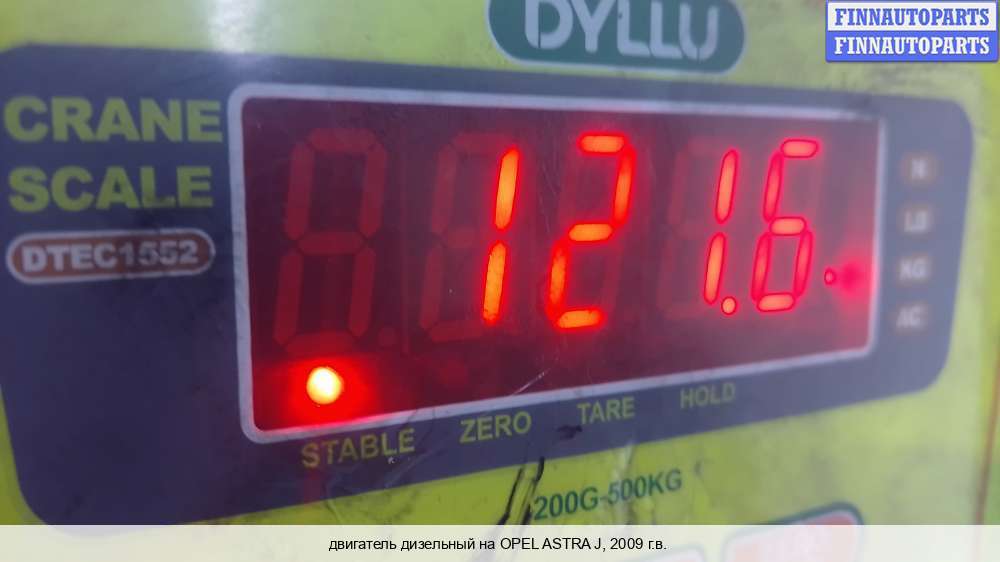 DYLLU
FINNAUTOPARTS
FINNAUTOPARTS
CRANE
SCALE
DTEC1552
121.6
N
LB
KG
AC
STABLE ZERO TARE HOLD
200G-500KG
двигатель дизельный на OPEL ASTRA J, 2009 г.в.